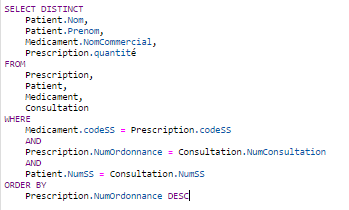 SELECT DISTINCT
Patient.Nom,
Patient.Prenom,
Medicament.NomCommercial,
Prescription.quantité
FROM
Prescription,
Patient,
Medicament,
Consultation
WHERE
Medicament.codeSS = Prescription.codeSS
AND
Prescription.NumOrdonnance = Consultation.NumConsultation
AND
Patient.NumSS = Consultation.NumSS
ORDER BY
Prescription.NumOrdonnance DESC